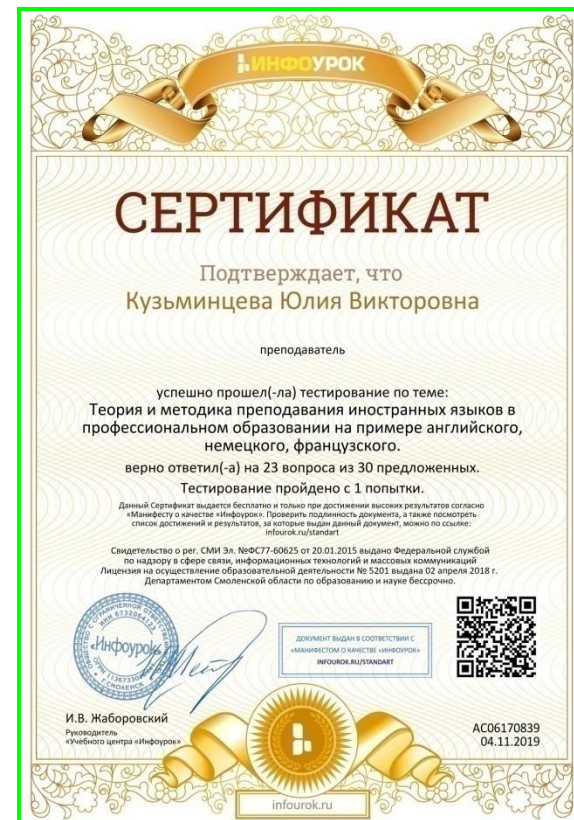 ИНФОУРОК
СЕРТИФИКАТ
Подтверждает, что
Кузьминцева Юлия Викторовна
преподаватель
успешно прошел(-ла) тестирование по теме:
Теория и методика преподавания иностранных языков в
профессиональном образовании на примере английского,
немецкого, французского.
верно ответил(-а) на 23 вопроса из 30 предложенных.
Тестирование пройдено с 1 попытки.
Данный Сертификат выдается бесплатно и только при достижении высоких результатов согласно
«Манифесту о качестве «Инфоурок». Проверить подлинность документа, а также посмотреть
список достижений и результатов, за которые выдан данный документ, можно по ссылке:
infourok.ru/standart
Свидетельство о рег. СМИ Эл. №ФС77-60625 от 20.01.2015 выдано Федеральной службой
по надзору в сфере связи, информационных технологий и массовых коммуникаций
Лицензия на осуществление образовательной деятельности № 5201 выдана 02 апреля 2018 г.
Департаментом Смоленской области по образованию и науке бессрочно.
«Инфоурок»
г. СМОЛЕНСК
ДОКУМЕНТ ВЫДАН В СООТВЕТСТВИИ С
«МАНИФЕСТОМ О КАЧЕСТВЕ «ИНФОУРОК»
INFOUROK.RU/STANDART
И.В. Жаборовский
Руководитель
«Учебного центра «Инфоурок»
AC06170839
04.11.2019
infourok.ru